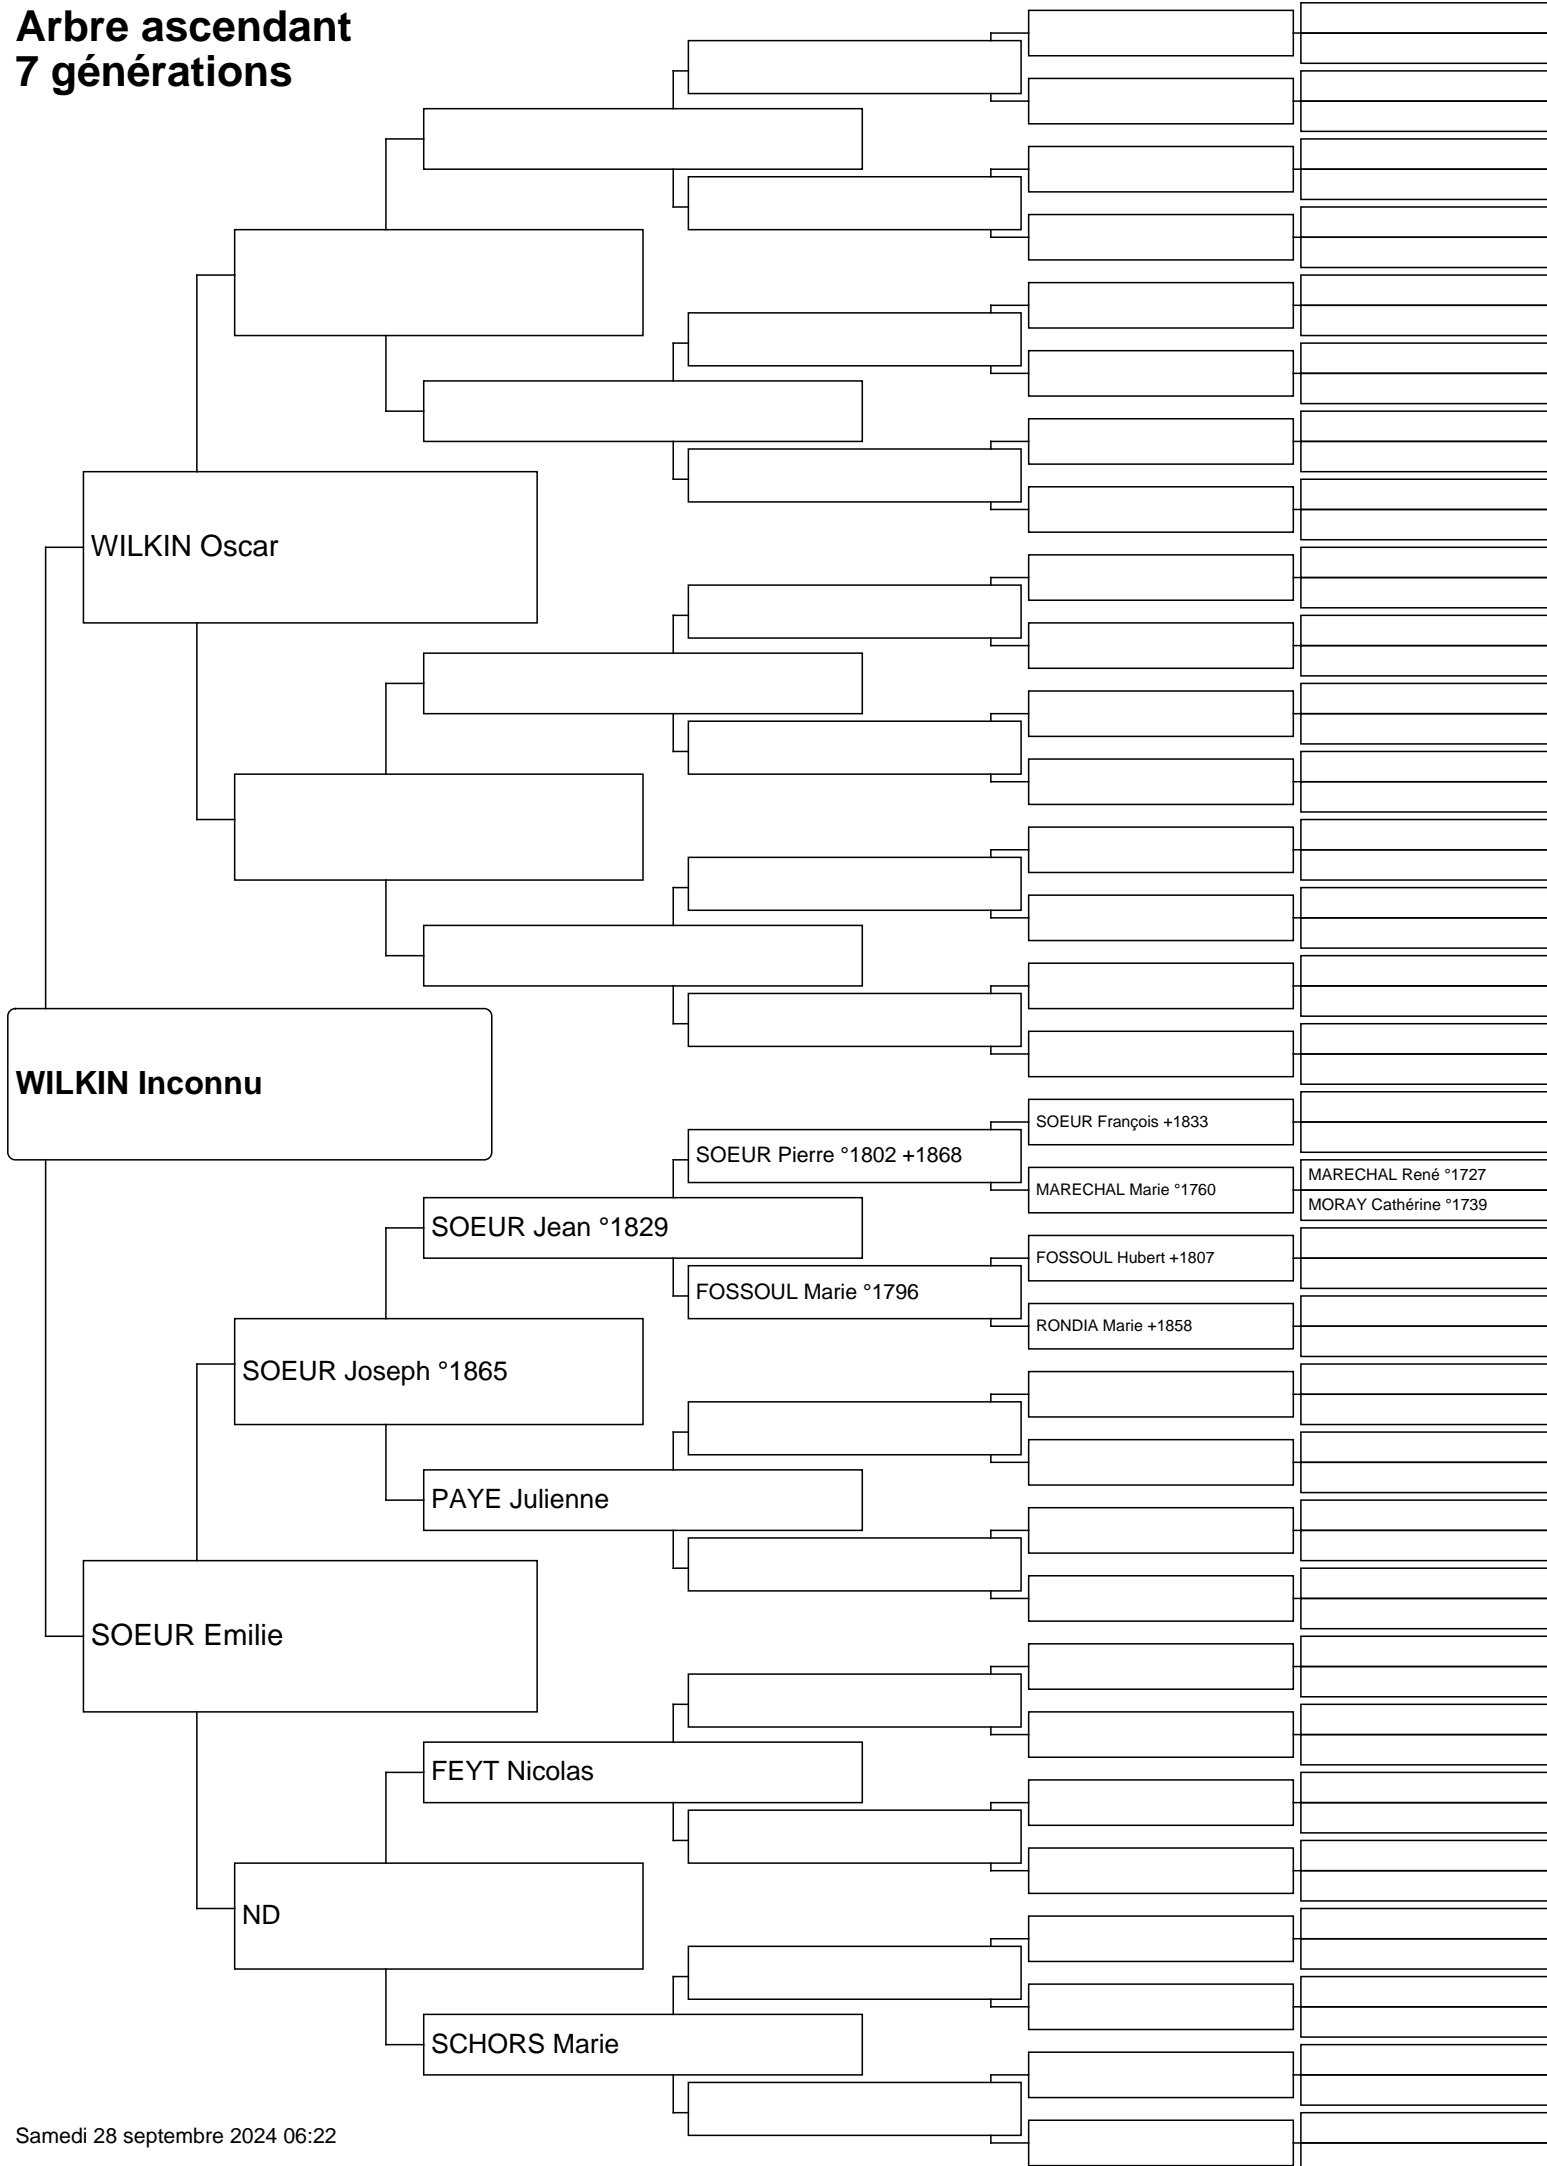 Arbre ascendant
7 générations
WILKIN Oscar
WILKIN Inconnu
SOEUR François +1833
SOEUR Pierre °1802 +1868
MARECHAL René °1727
MARECHAL Marie °1760
MORAY Cathérine °1739
SOEUR Jean °1829
FOSSOUL Hubert +1807
FOSSOUL Marie °1796
RONDIA Marie +1858
SOEUR Joseph °1865
PAYE Julienne
SOEUR Emilie
FEYT Nicolas
ND
SCHORS Marie
Samedi 28 septembre 2024 06:22